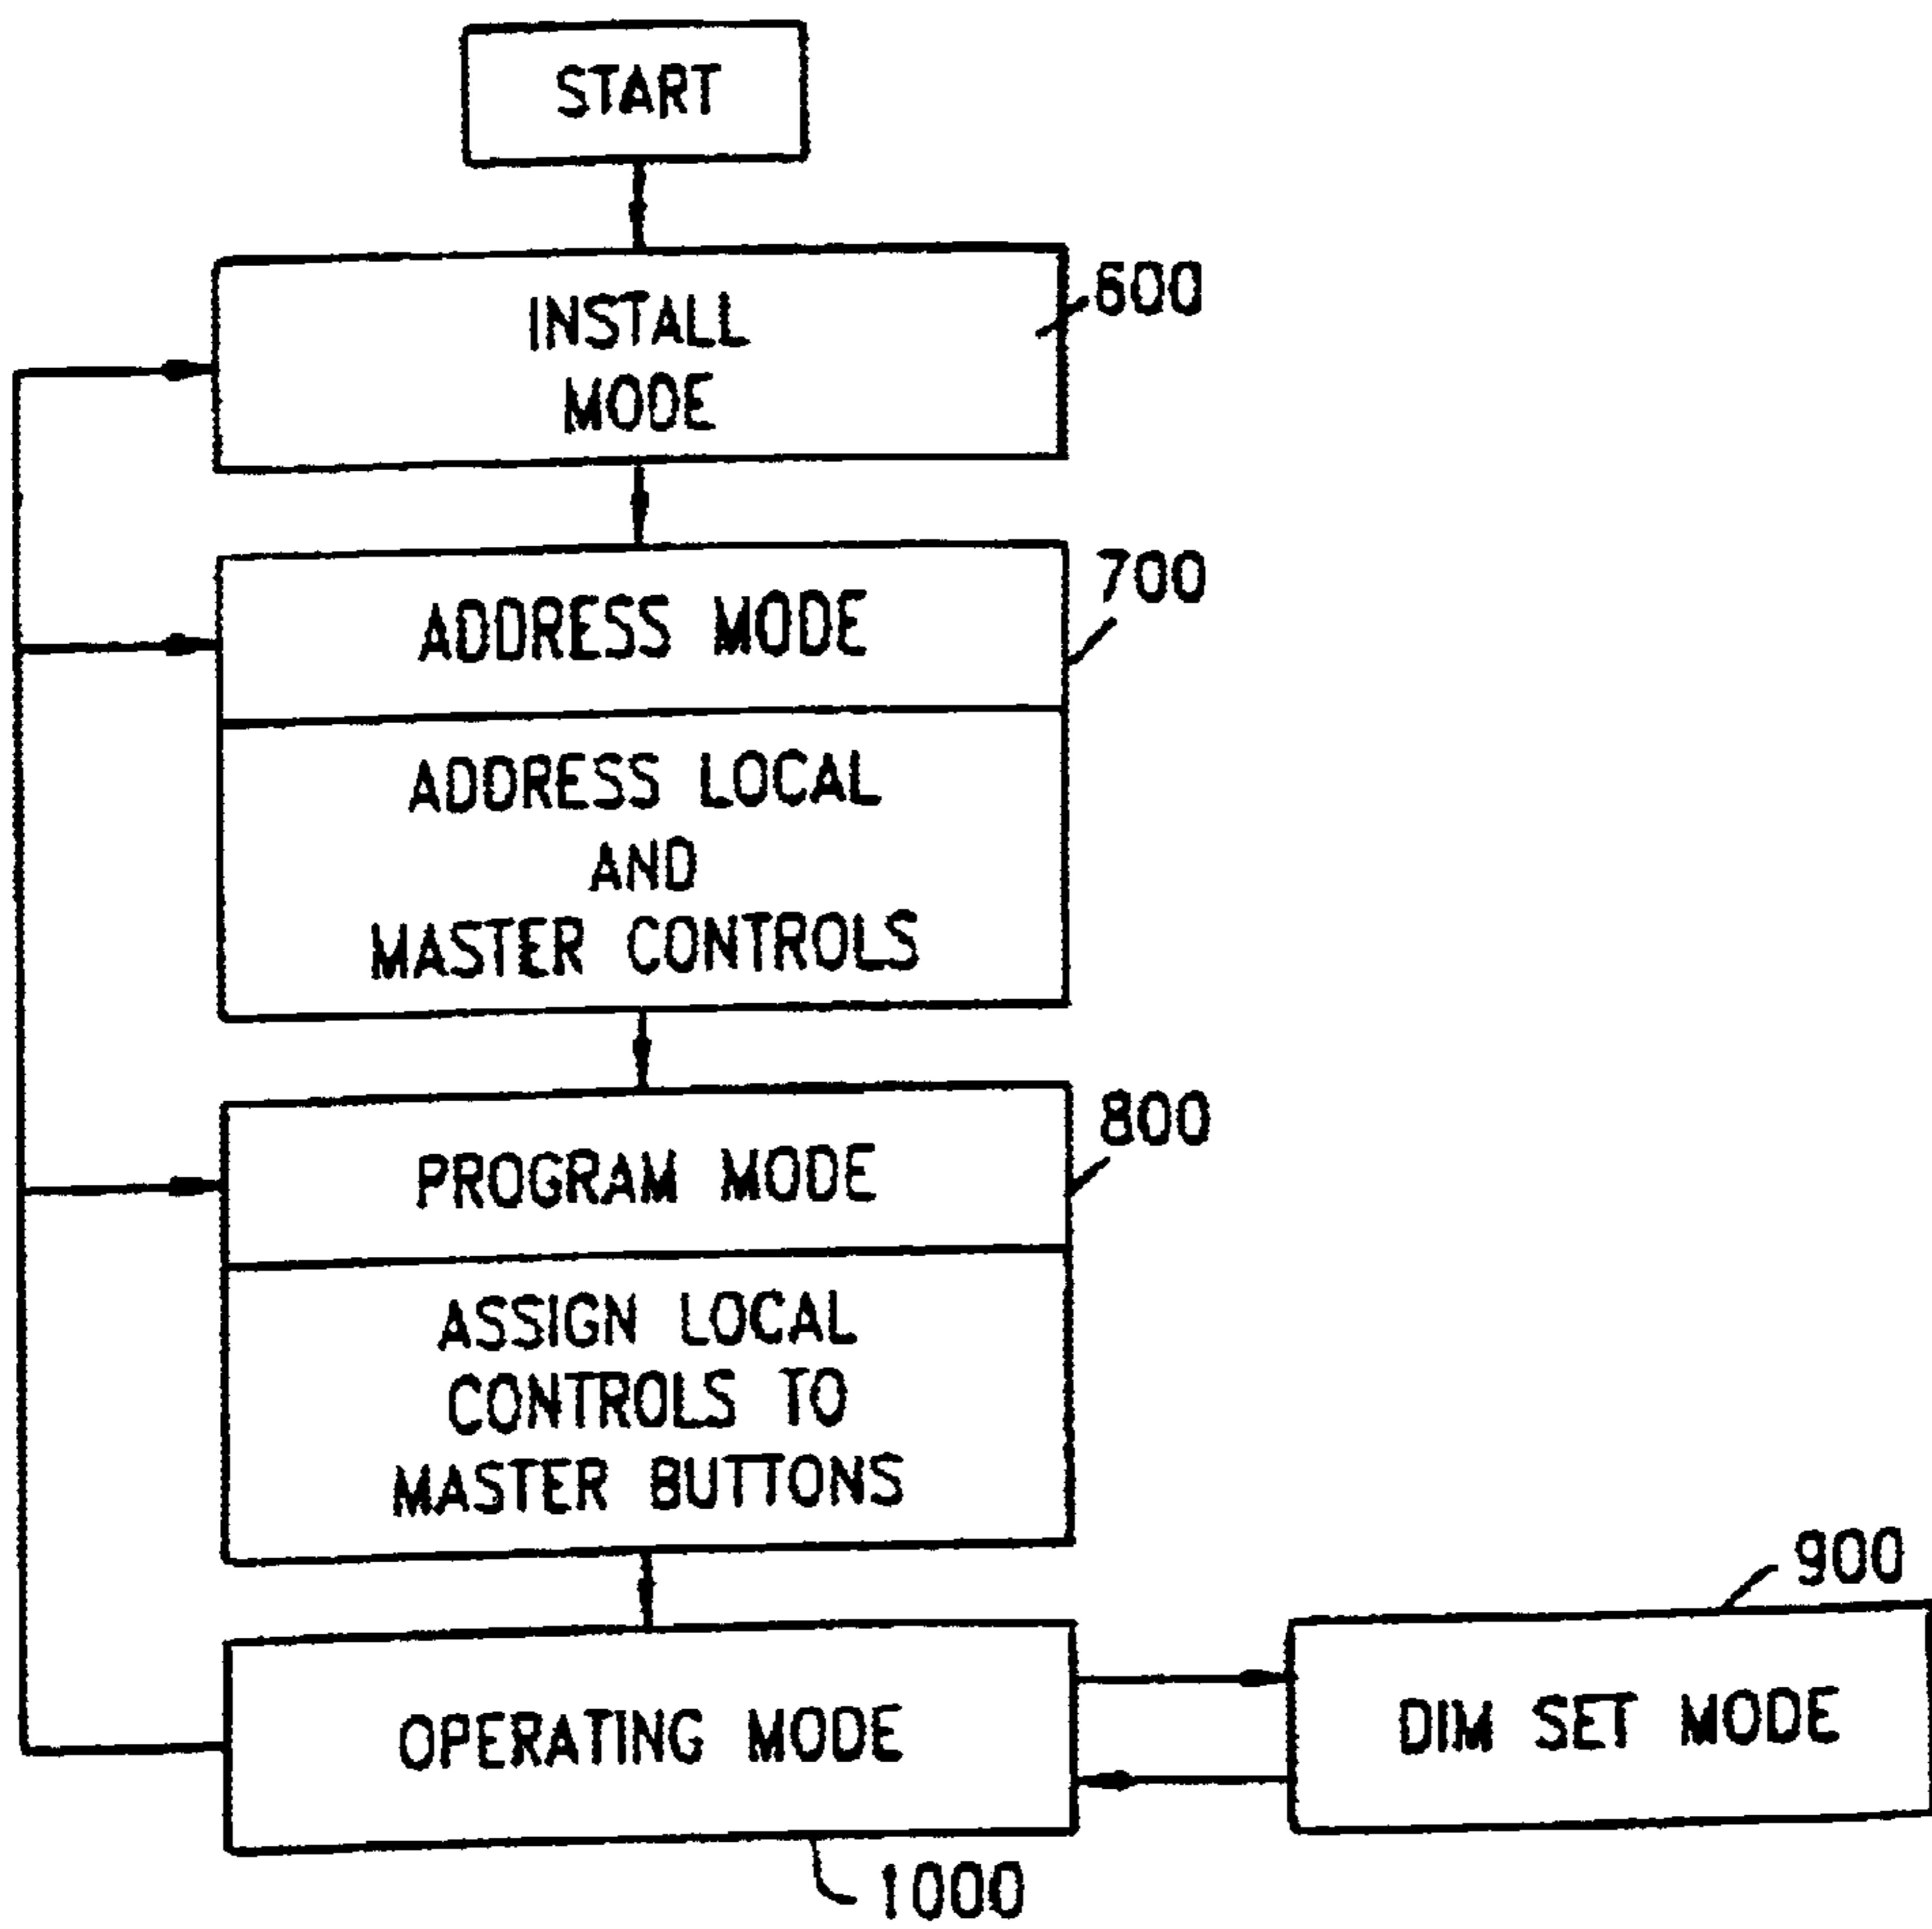 START
INSTALL
MODE
600
ADDRESS MODE
700
ADDRESS LOCAL
AND
MASTER CONTROLS
PROGRAM MODE
800
ASSIGN LOCAL
CONTROLS TO
MASTER BUTTONS
OPERATING MODE
1000
DIM SET MODE
900